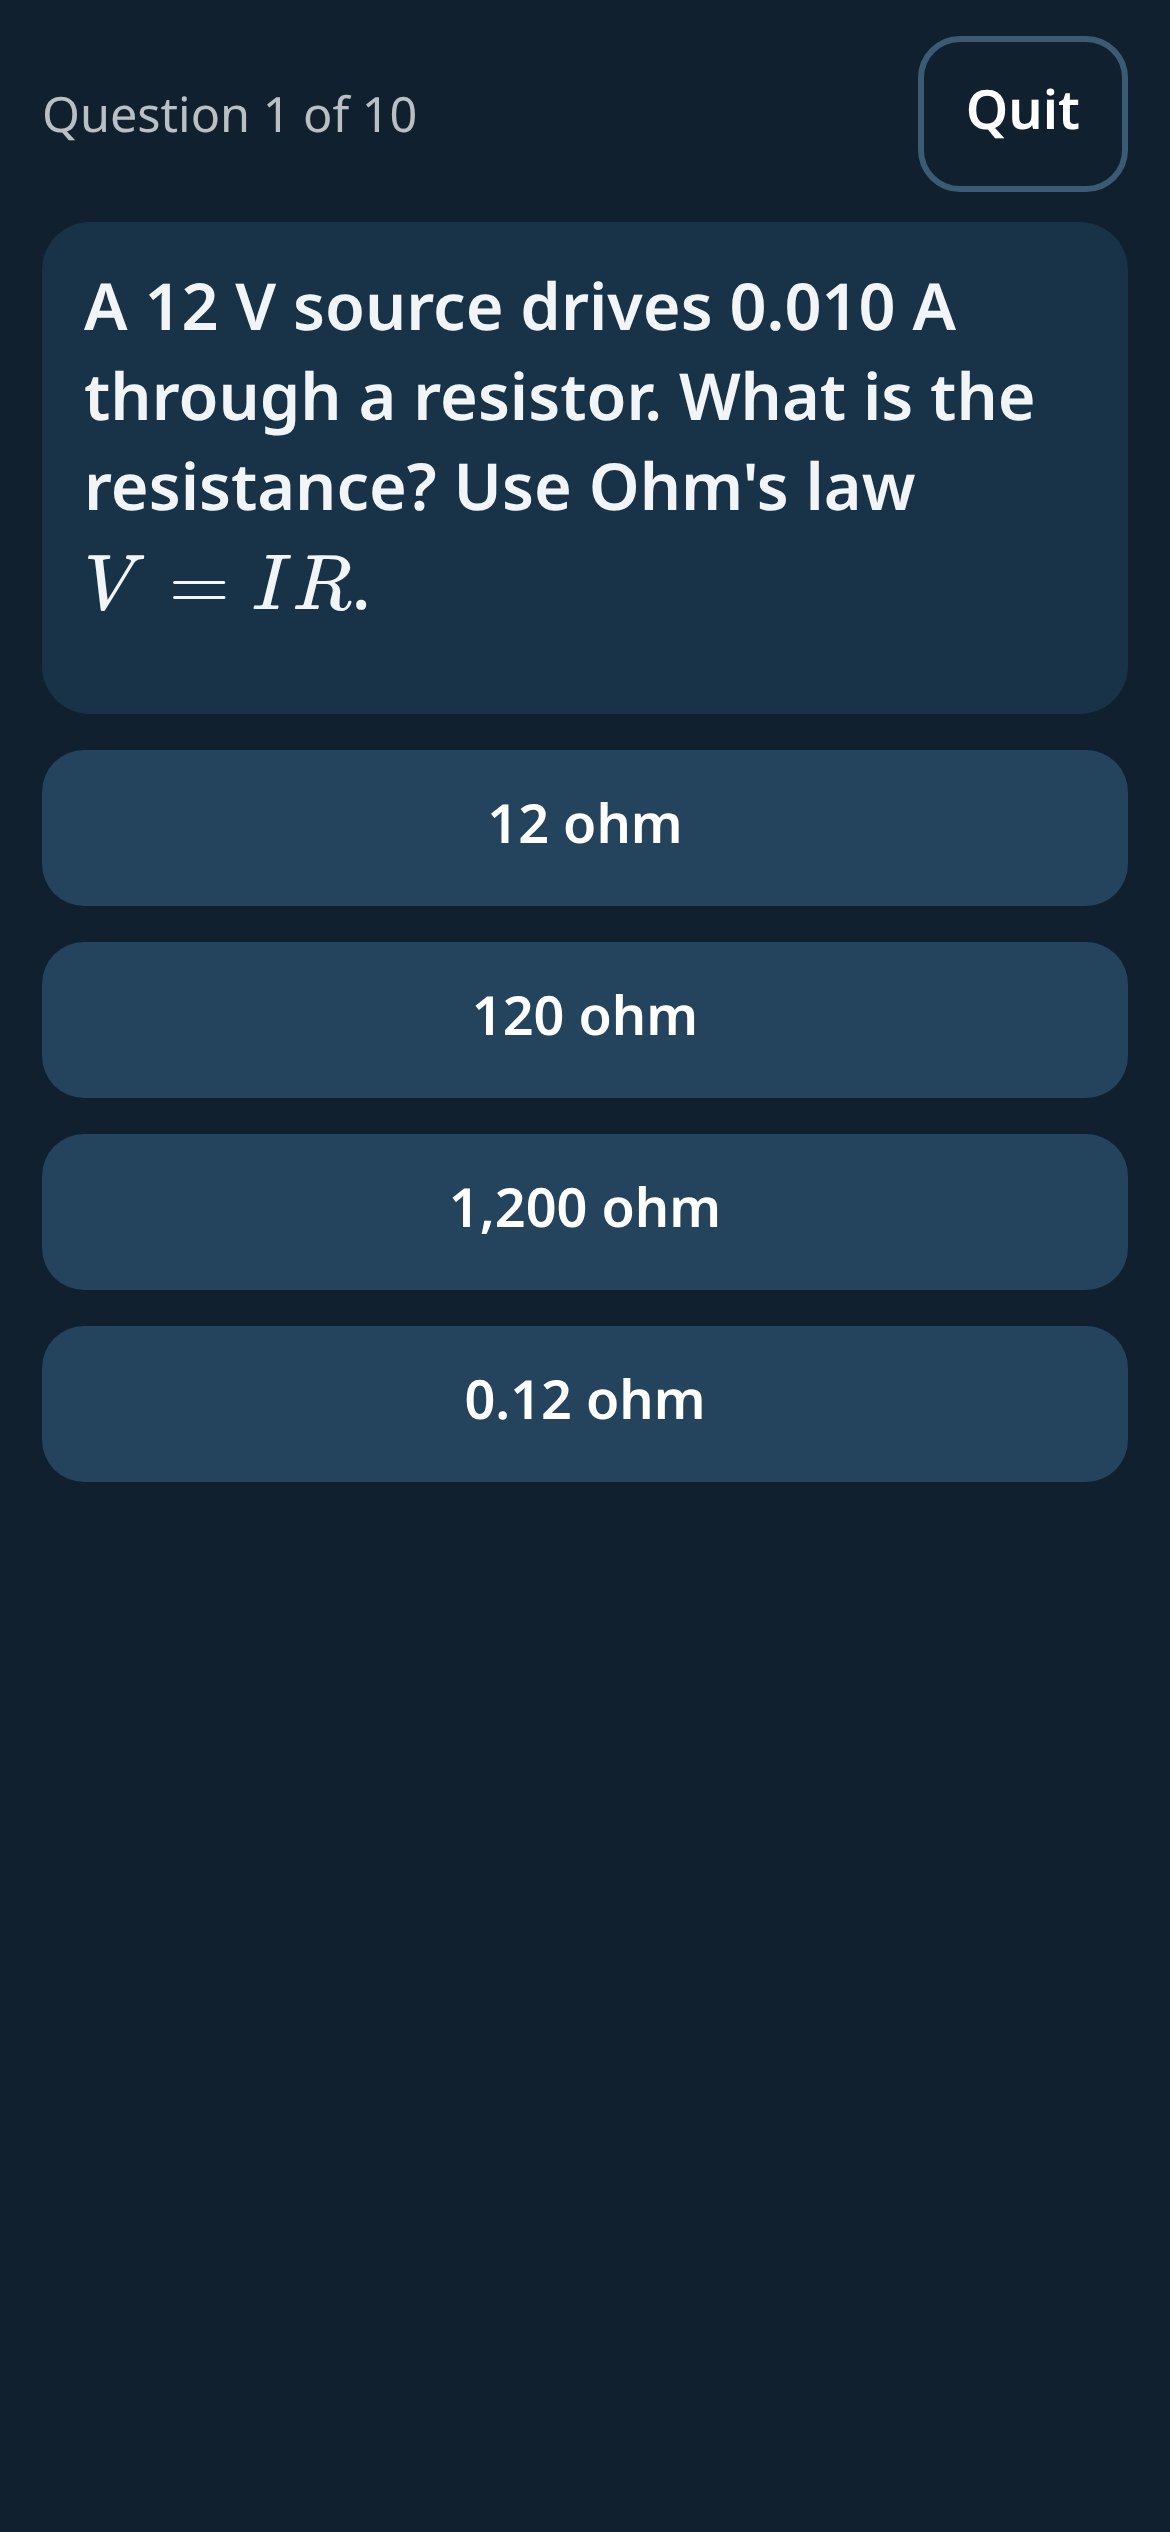 Question 1 of 10
Quit
A 12 V source drives 0.010 A
through a resistor. What is the
resistance? Use Ohm's law
V = IR.
12 ohm
120 ohm
1,200 ohm
0.12 ohm